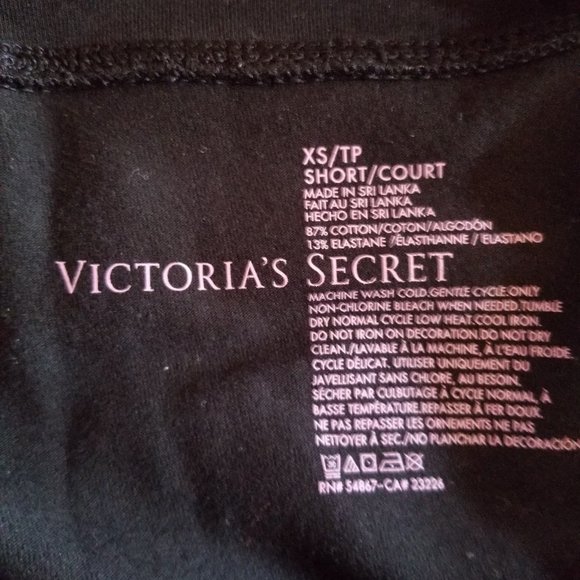 XS/TP
SHORT/COURT
MADE IN SRI LANKA
FAIT AU SRI LANKA
HECHO EN SRI LANKA
87% COTTON/COTON/ALGODÓN
13% ELASTANE /ÉLASTHANNE / ELASTANO
VICTORIA'S SECRET
MACHINE WASH COLD.GENTLE CYCLE.ONLY
NON-CHLORINE BLEACH WHEN NEEDED.TUMBLE
DRY NORMAL CYCLE LOW HEAT.COOL IRON.
DO NOT IRON ON DECORATION.DO NOT DRY
CLEAN./LAVABLE À LA MACHINE, À L'EAU FROIDE.
CYCLE DÉLICAT. UTILISER UNIQUEMENT DU
JAVELLISANT SANS CHLORE, AU BESOIN.
SÉCHER PAR CULBUTAGE À CYCLE NORMAL, À
BASSE TEMPÉRATURE.REPASSER À FER DOUX.
NE PAS REPASSER LES ORNEMENTS NE PAS
NETTOYER À SEC./NO PLANCHAR LA DECORACIÓN
RN# 54867-CA# 23226